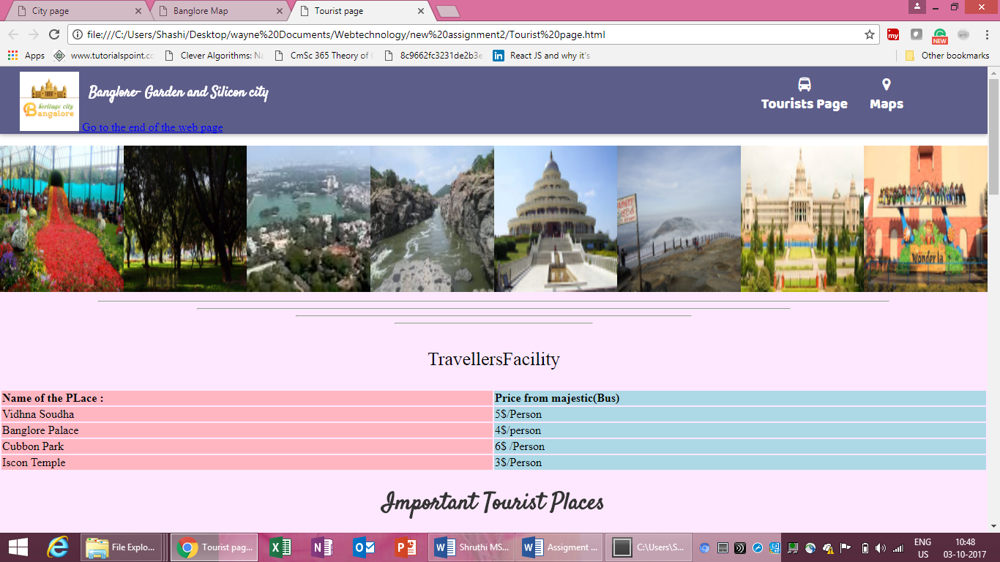 City page
Banglore Map
Tourist page
file:///C:/Users/Shashi/Desktop/wayne%20Documents/Webtechnology/new%20assignment2/Tourist%20page.html
my
NEW
Apps
www.tutorialspoint.co
Clever Algorithms: Na
CmSc 365 Theory of
8c9662fc3231de2b3e
in
React JS and why it's
Other bookmarks
heritage city
Bangalore
Banglore- Garden and Silicon city
Tourists Page
Maps
Go to the end of the web page
Wonder la
TravellersFacility
Name of the PLace :
Price from majestic(Bus)
Vidhna Soudha
5$/Person
Banglore Palace
4$/person
Cubbon Park
6$ /Person
Iscon Temple
3$/Person
Important Tourist Places
File Explo...
Tourist pag...
Shruthi MS...
Assigment ...
C:\Users\S...
ENG
US
10:48
03-10-2017